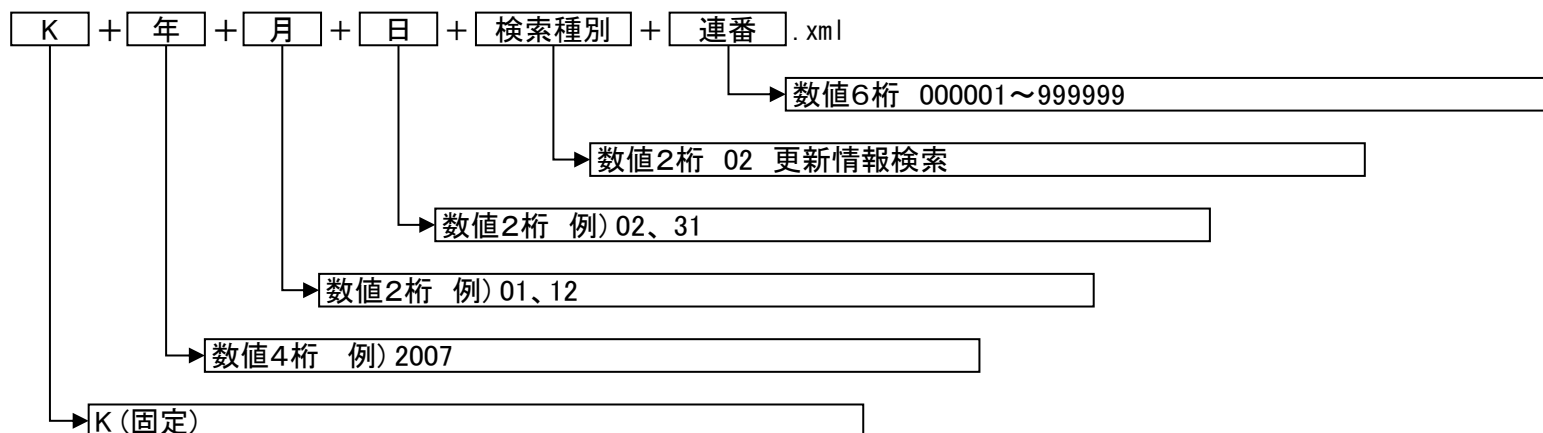 K＋年＋月＋日＋検索種別＋連番.xml
数値６桁 000001～999999
数値２桁 02 更新情報検索
数値２桁 例)02、31
数値２桁 例)01、12
数値４桁 例)2007
K(固定)